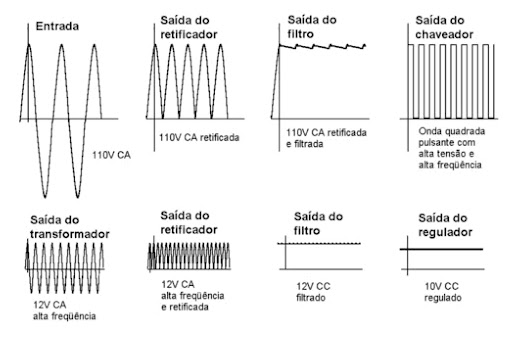 Entrada
110V CA
Saída do
retificador
110V CA retificada
Saída do
filtro
110V CA retificada
e filtrada
Saída do
chaveador
Onda quadrada
pulsante com
alta tensão e
alta freqüência
Saída do
transformador
12V CA
alta freqüência
Saída do
retificador
12V CA
alta freqüência
e retificada
Saída do
filtro
12V CC
filtrado
Saída do
regulador
10V CC
regulado